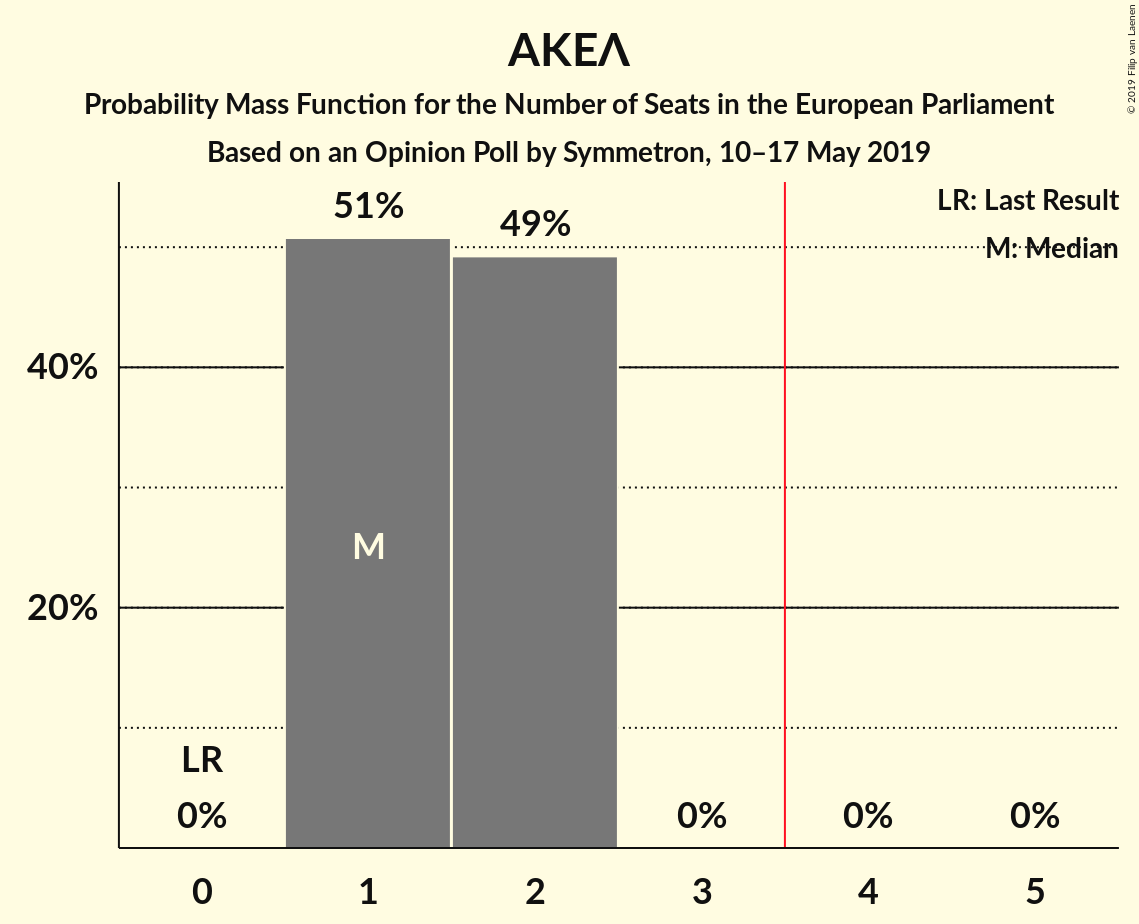 ΑΚΕΛ
Probability Mass Function for the Number of Seats in the European Parliament
Based on an Opinion Poll by Symmetron, 10–17 May 2019
© 2019 Filip van Laenen
LR: Last Result
M: Median
51%
49%
40%
20%
M
LR
0%
0%
0%
0%
0
1
2
3
4
5